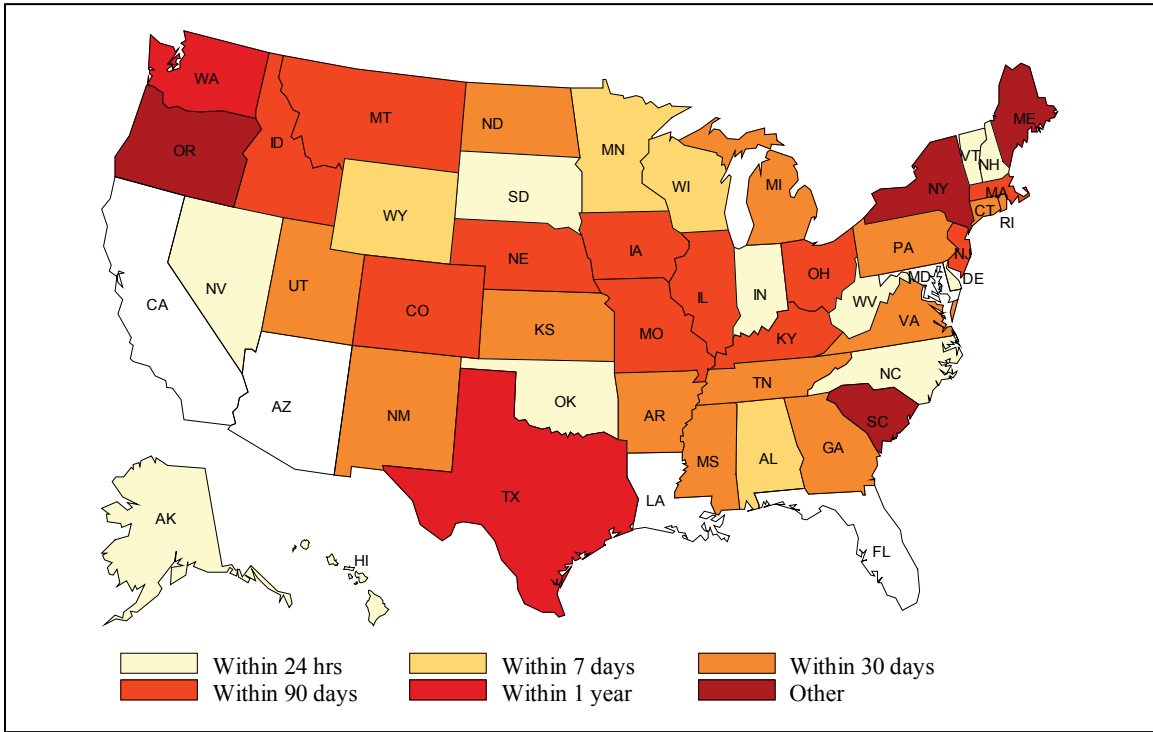 WA
ME
MT
ND
VT
NH
OR
ID
MN
WI
MI
NY
MA
SD
CT
RI
WY
PA
NJ
IA
NE
OH
MD
DE
NV
UT
IL
IN
WV
CA
CO
KS
MO
VA
KY
NC
TN
OK
AZ
NM
AR
SC
MS
AL
GA
TX
LA
AK
FL
HI
Within 24 hrs
Within 7 days
Within 30 days
Within 90 days
Within 1 year
Other